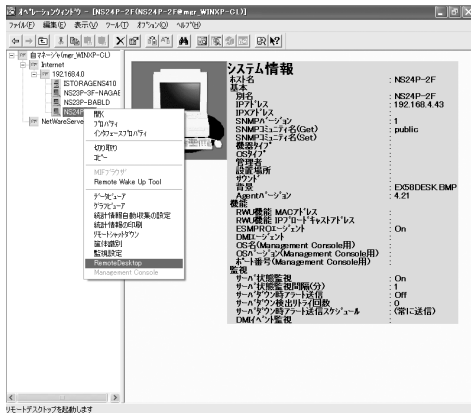 オペレーションウィンドウ - [NS24P-2F(NS24P-2F@mgr_WINXP-CL)]
ファイル(F) 編集(E) 表示(V) ツール(T) オプション(O) ヘルプ(H)
自マネージャ(mgr_WINXP-CL)
Internet
192.168.4.0
ISTORAGENS410
NS23P-3F-NAGAE
NS23P-BABLD
NS24P
NetWareServe
開く
プロパティ
インタフェースプロパティ
切り取り
コピー
MIBブラウザ
Remote Wake Up Tool
データビューア
グラフビューア
統計情報自動収集の設定
統計情報の印刷
リモートシャットダウン
筐体識別
監視設定
RemoteDesktop
Management Console
システム情報
ホスト名 : NS24P-2F
基本
別名 : NS24P-2F
IPアドレス : 192.168.4.43
IPXアドレス :
SNMPバージョン : 1
SNMPコミュニティ名(Get) : public
SNMPコミュニティ名(Set) :
機器タイプ :
OSタイプ :
管理者 :
設置場所 :
サウンド :
背景 : EX58DESK.BMP
Agentバージョン : 4.21
機能
RWU機能 MACアドレス :
RWU機能 IPブロードキャストアドレス :
ESMPROエージェント : On
DMIエージェント :
OS名(Management Console用) :
OSバージョン(Management Console用) :
ポート番号(Management Console用) :
監視
サーバ状態監視 : On
サーバ状態監視間隔(分) : 1
サーバダウン時アラート送信 : Off
サーバダウン検出リトライ回数 : 0
サーバダウン時アラート送信スケジュール : (常に送信)
DMIイベント監視 :
リモートデスクトップを起動します